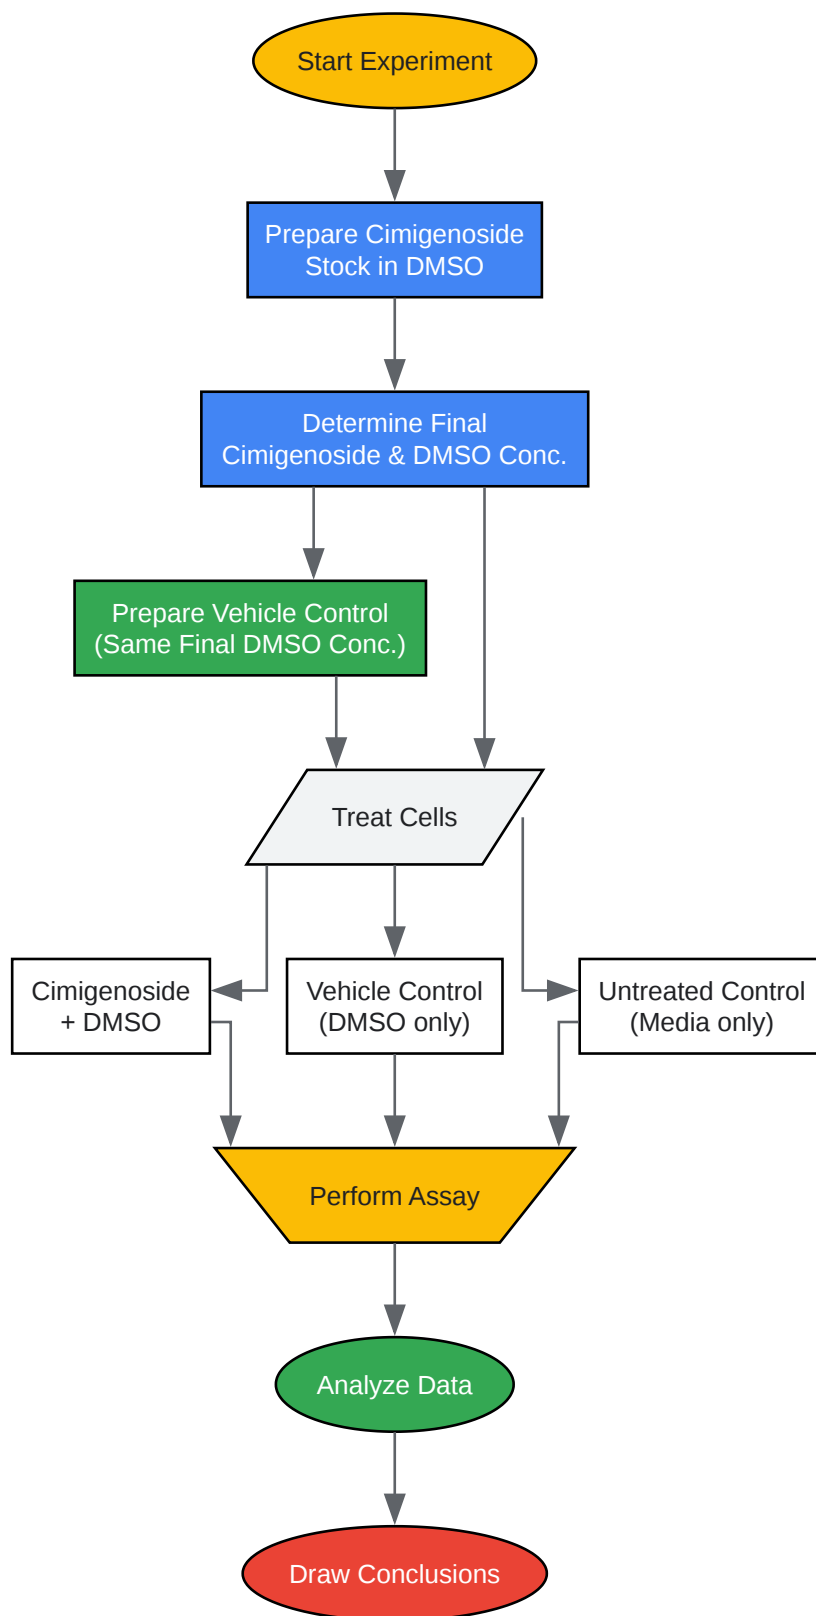 Start Experiment
Prepare Cimigenoside
Stock in DMSO
Determine Final
Cimigenoside & DMSO Conc.
Prepare Vehicle Control
(Same Final DMSO Conc.)
Treat Cells
Cimigenoside
+ DMSO
Vehicle Control
(DMSO only)
Untreated Control
(Media only)
Perform Assay
Analyze Data
Draw Conclusions